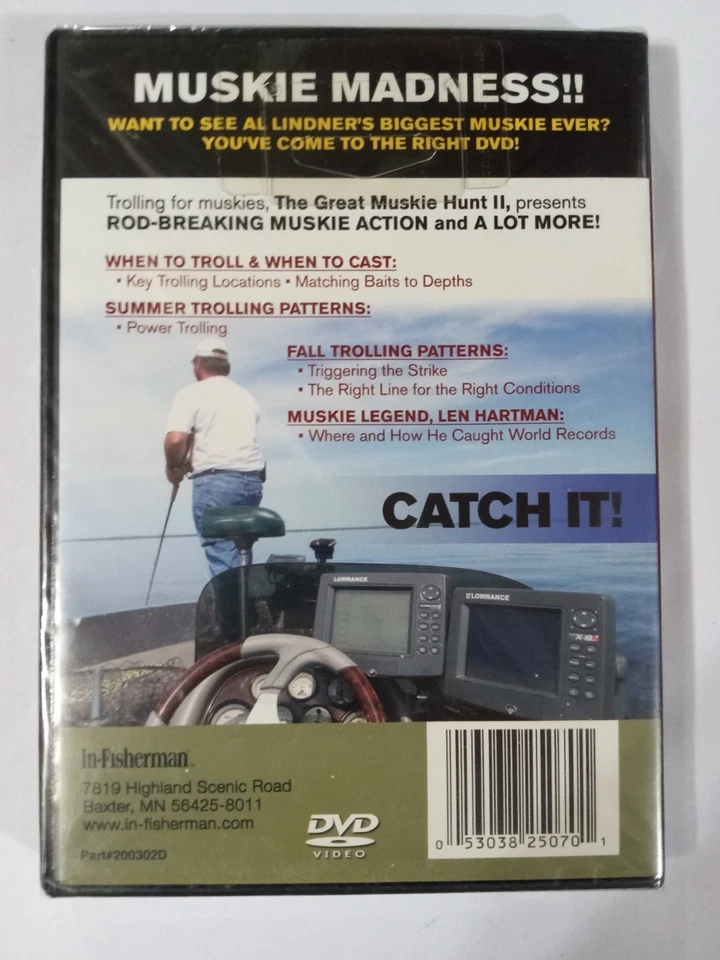 MUSKIE MADNESS!!
WANT TO SEE AL LINDNER'S BIGGEST MUSKIE EVER?
YOU'VE COME TO THE RIGHT DVD!
Trolling for muskies, The Great Muskie Hunt II, presents
ROD-BREAKING MUSKIE ACTION and A LOT MORE!
WHEN TO TROLL & WHEN TO CAST:
• Key Trolling Locations • Matching Baits to Depths
SUMMER TROLLING PATTERNS:
• Power Trolling
FALL TROLLING PATTERNS:
• Triggering the Strike
• The Right Line for the Right Conditions
MUSKIE LEGEND, LEN HARTMAN:
• Where and How He Caught World Records
CATCH IT!
LOWRANCE
LOWRANCE
In-Fisherman
7819 Highland Scenic Road
Baxter, MN 56425-8011
www.in-fisherman.com
Part#200302D
DVD
VIDEO
0 53038 25070 1